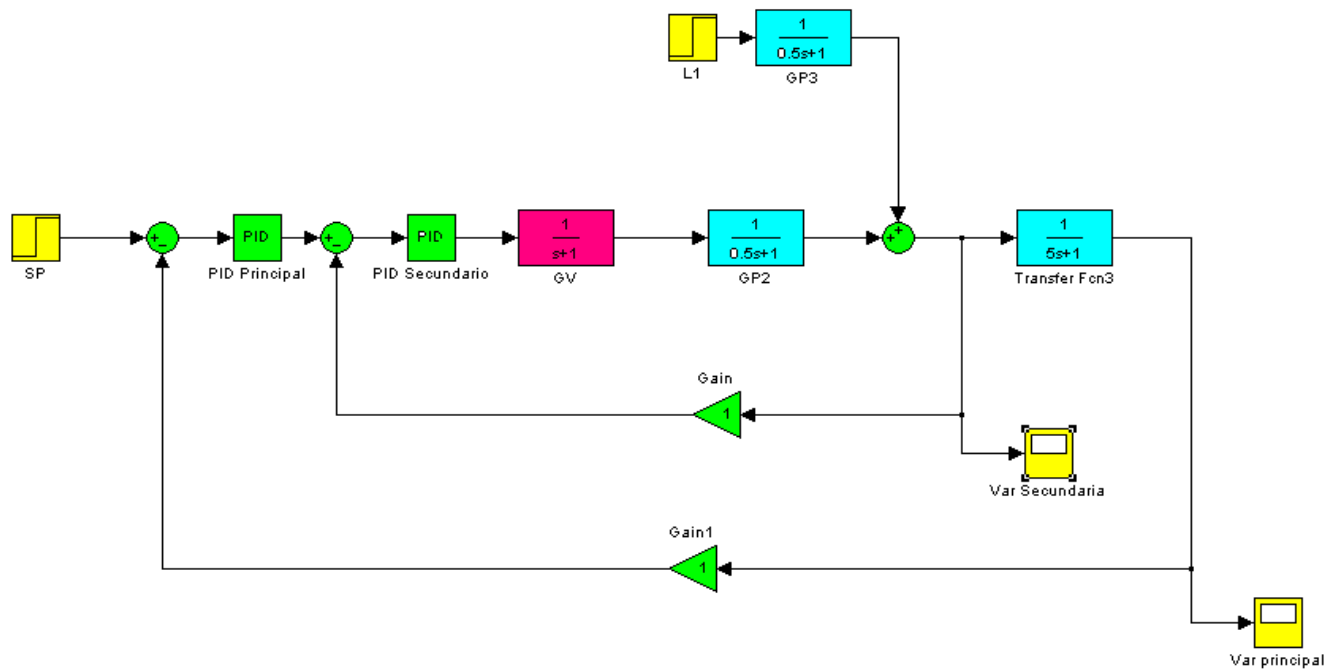 1
0.5s+1
L1
GP3
SP
+
-
PID
PID Principal
+
-
PID
PID Secundario
1
s+1
GV
1
0.5s+1
GP2
+
+
1
5s+1
Transfer Fcn3
Gain
1
Var Secundaria
Gain1
1
Var principal